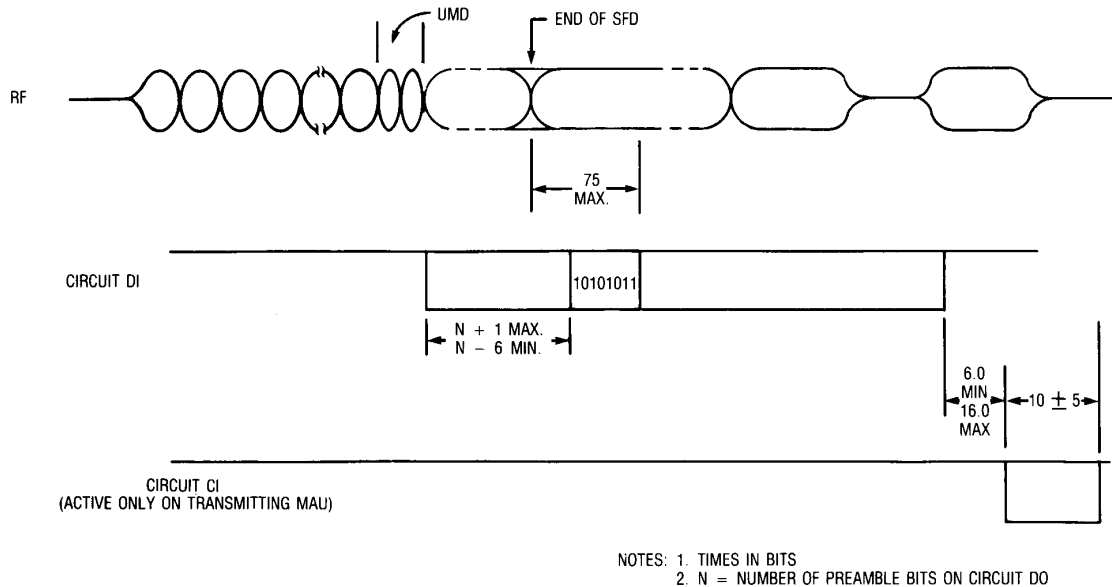 UMD
END OF SFD
RF
75
MAX.
CIRCUIT DI
10101011
N + 1 MAX.
N - 6 MIN.
6.0
MIN
16.0
MAX
10 ± 5
CIRCUIT CI
(ACTIVE ONLY ON TRANSMITTING MAU)
NOTES: 1. TIMES IN BITS
2. N = NUMBER OF PREAMBLE BITS ON CIRCUIT DO